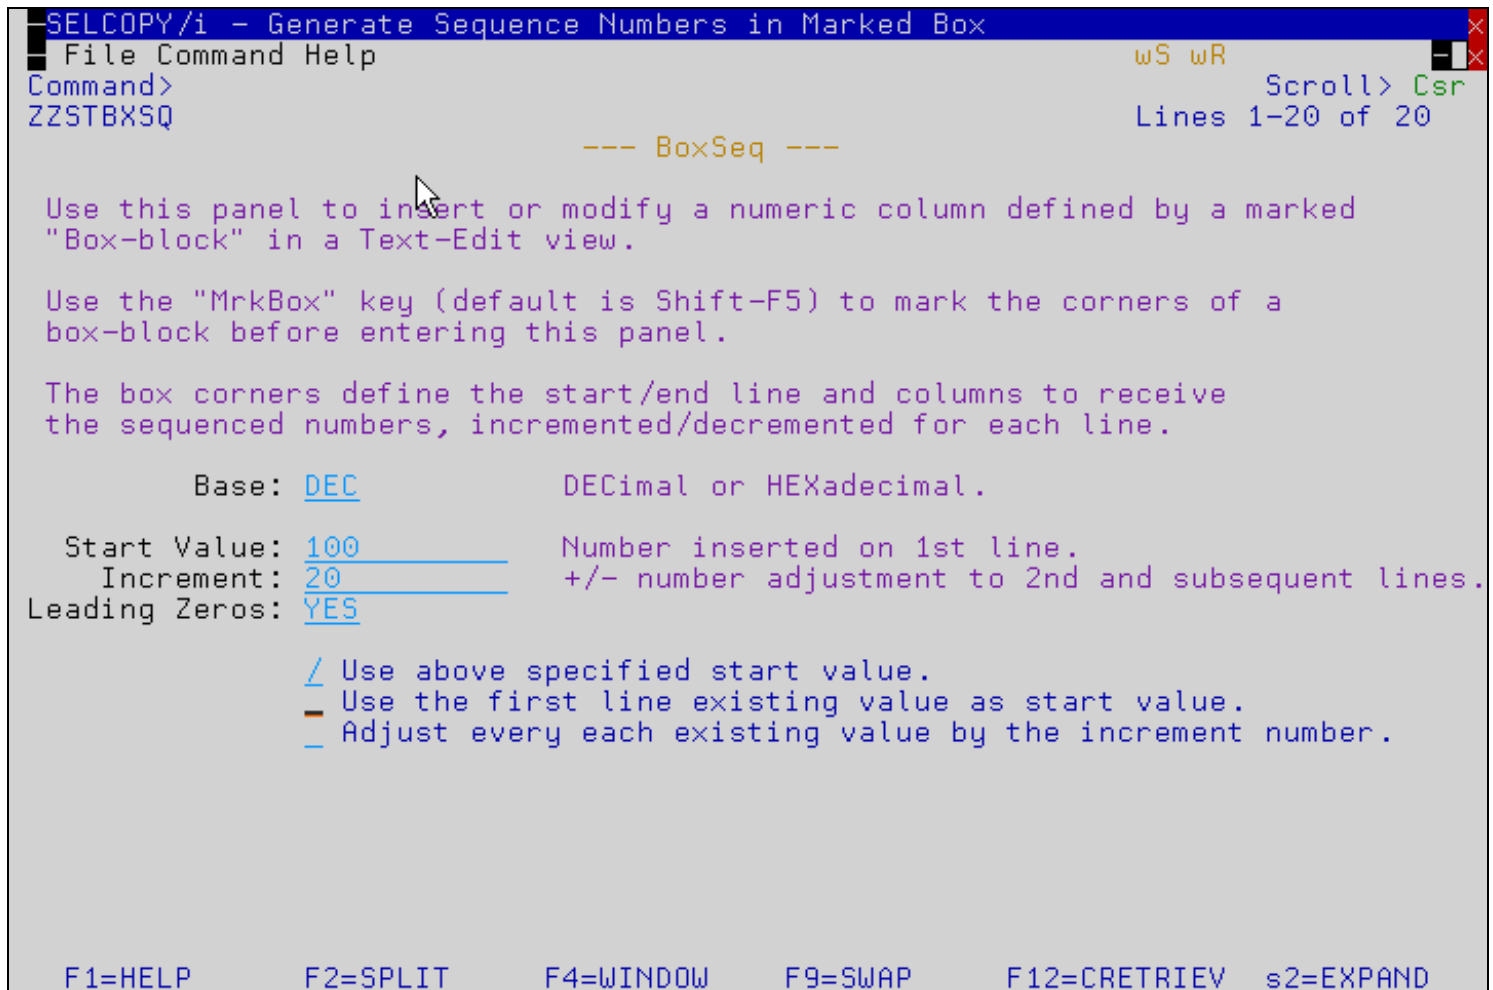 SELCOPY/i - Generate Sequence Numbers in Marked Box
File Command Help wS wR
Command> Scroll> Csr
ZZSTBXSQ Lines 1-20 of 20
--- BoxSeq ---
Use this panel to insert or modify a numeric column defined by a marked
"Box-block" in a Text-Edit view.
Use the "MrkBox" key (default is Shift-F5) to mark the corners of a
box-block before entering this panel.
The box corners define the start/end line and columns to receive
the sequenced numbers, incremented/decremented for each line.
Base: DEC DECimal or HEXadecimal.
Start Value: 100 Number inserted on 1st line.
Increment: 20 +/- number adjustment to 2nd and subsequent lines.
Leading Zeros: YES
/ Use above specified start value.
_ Use the first line existing value as start value.
_ Adjust every each existing value by the increment number.
F1=HELP F2=SPLIT F4=WINDOW F9=SWAP F12=CRETRIEV s2=EXPAND